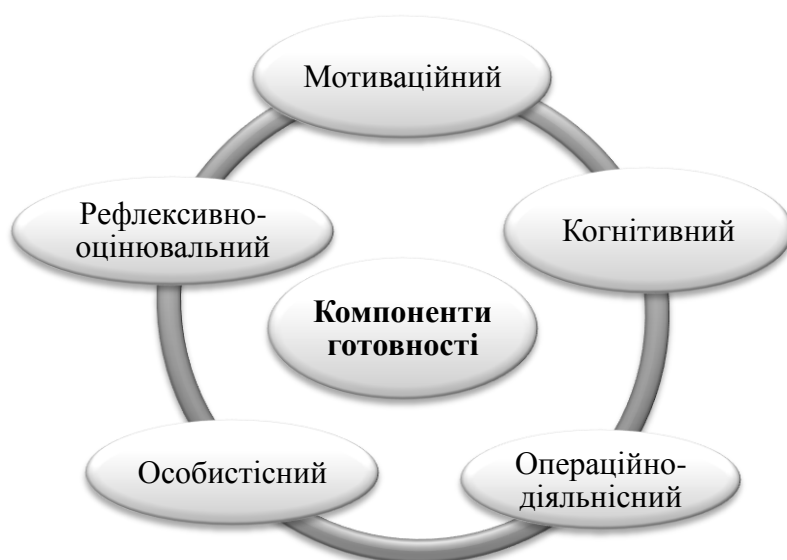 Мотиваційний
Когнітивний
Операційно-
діяльнісний
Особистісний
Рефлексивно-
оцінювальний
Компоненти
готовності